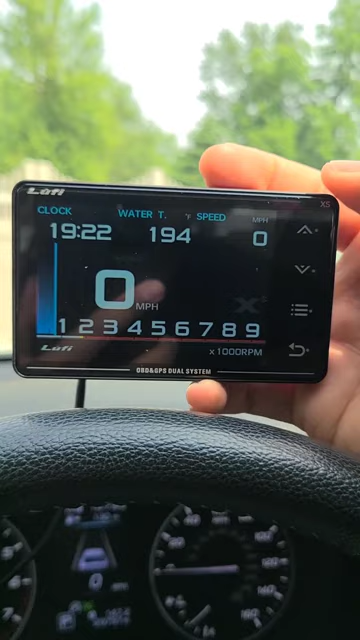 Lufi
XS
CLOCK WATER T. °F SPEED MPH
19:22 194 0
0 MPH
1 2 3 4 5 6 7 8 9
Lufi x1000RPM
OBD&GPS DUAL SYSTEM